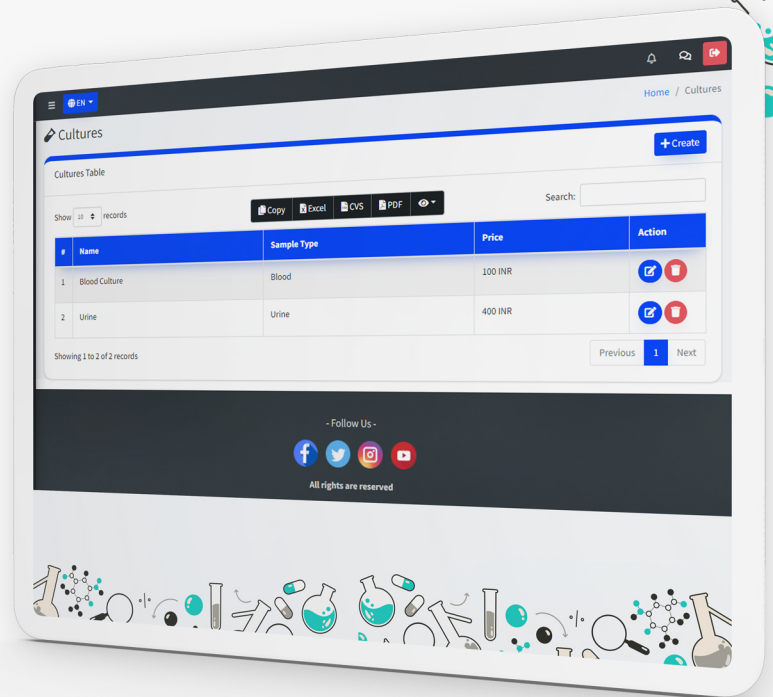 EN
Home / Cultures
Cultures
+ Create
Cultures Table
Show 10 records
Copy Excel CVS PDF
Search:
# Name Sample Type Price Action
1 Blood Culture Blood 100 INR
2 Urine Urine 400 INR
Showing 1 to 2 of 2 records
Previous 1 Next
- Follow Us -
All rights are reserved